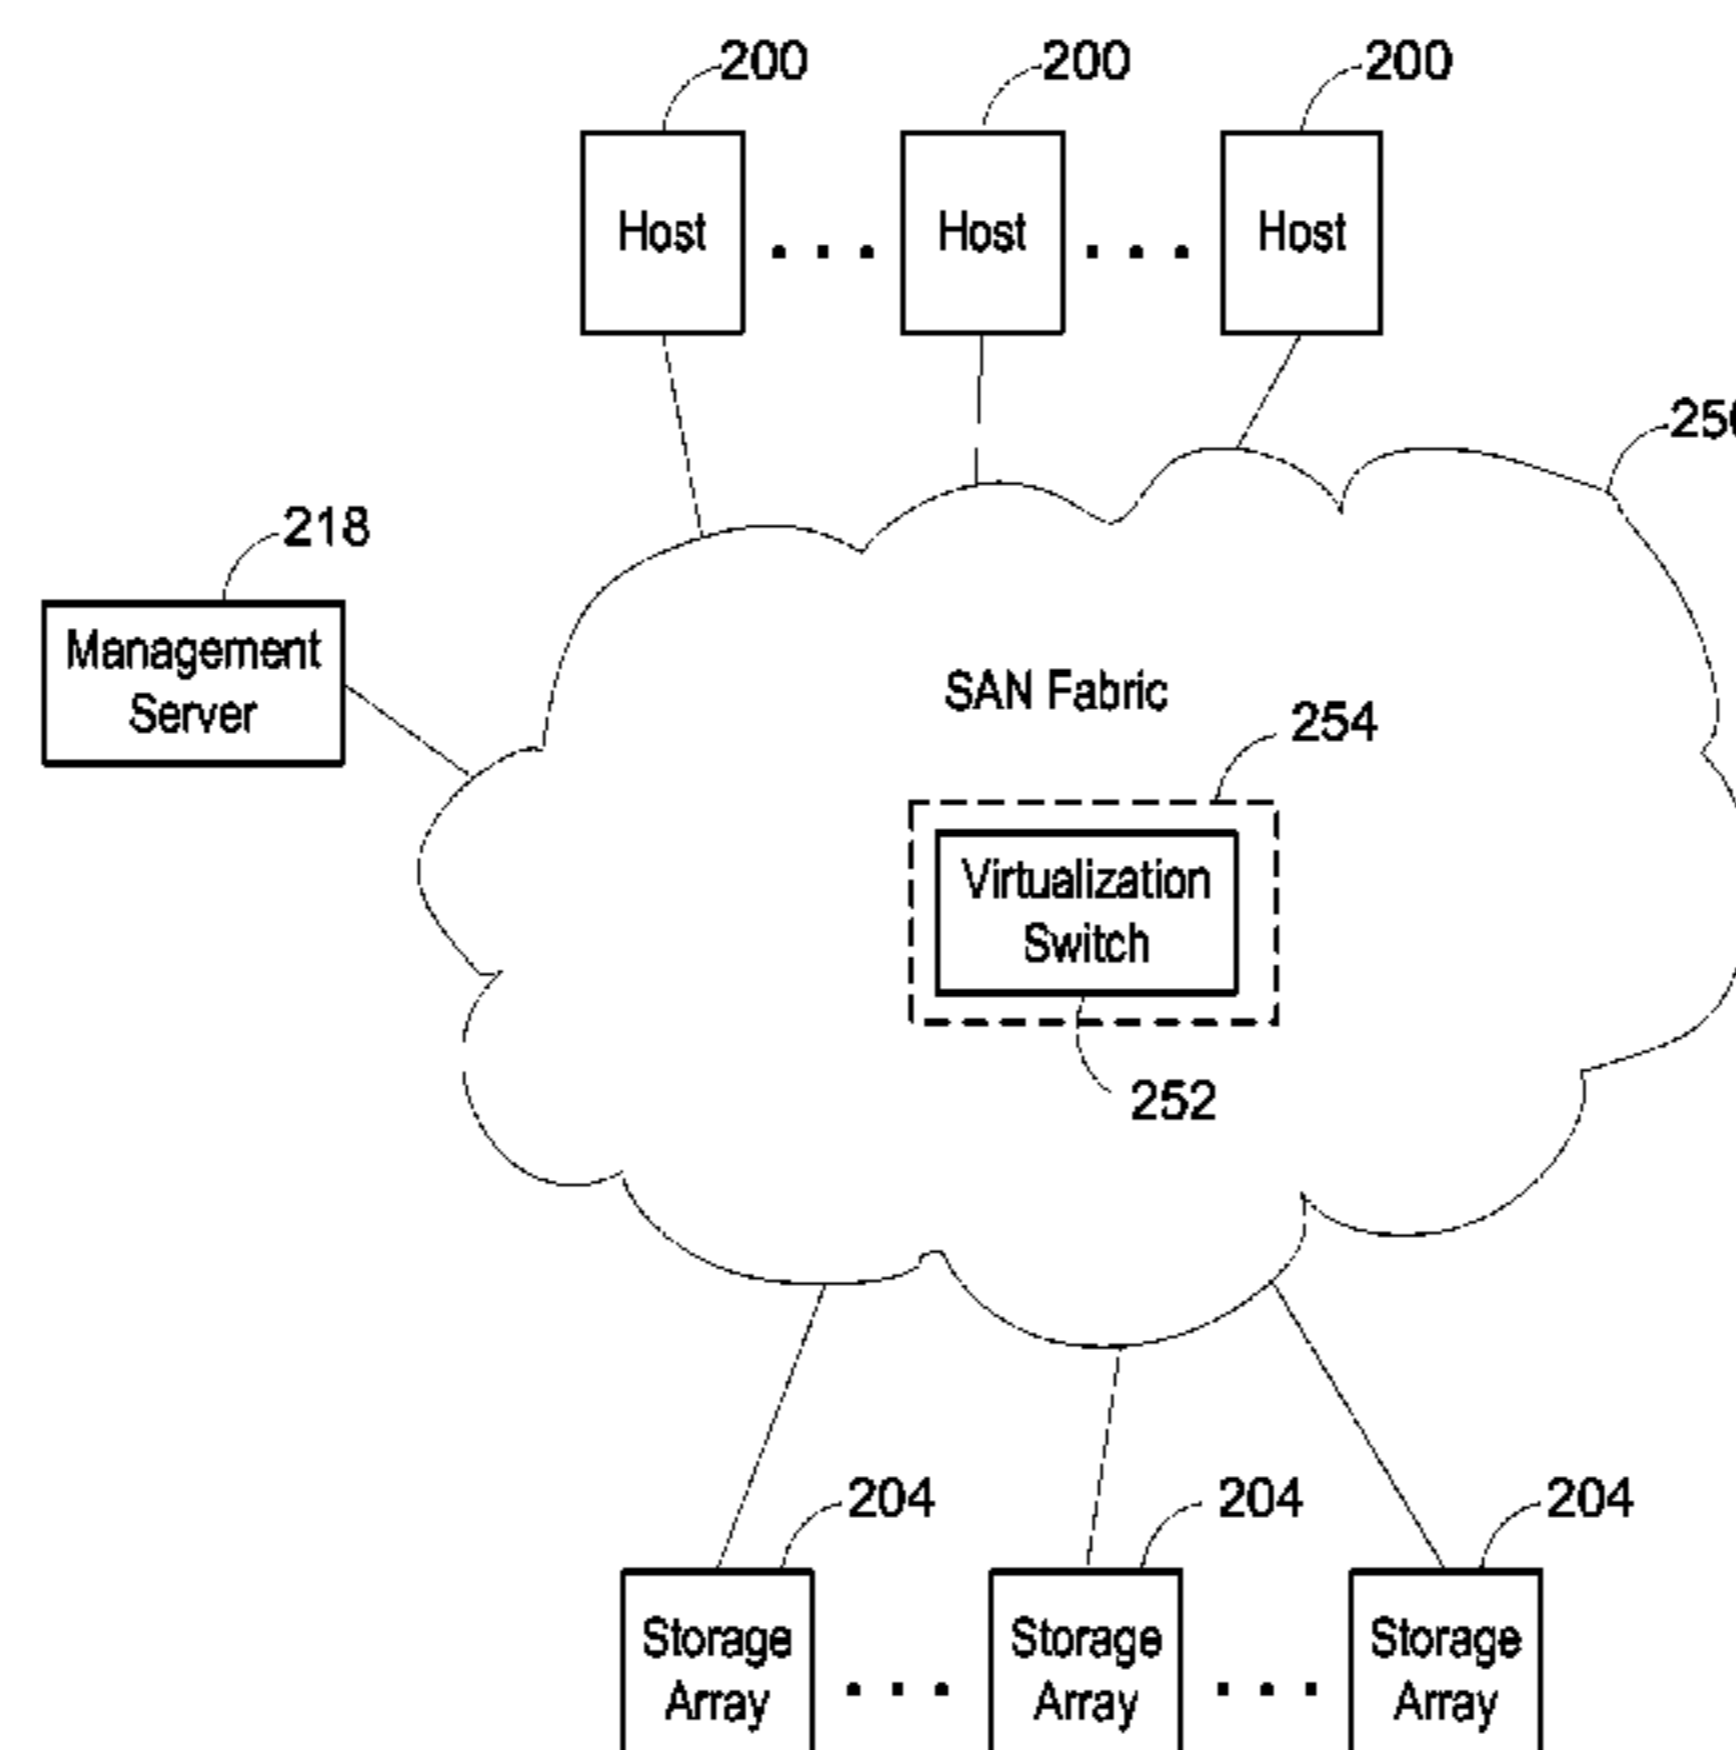 200 200 200
Host Host Host
218
Management
Server
SAN Fabric
254
Virtualization
Switch
252
204 204 204
Storage Storage Storage
Array Array Array